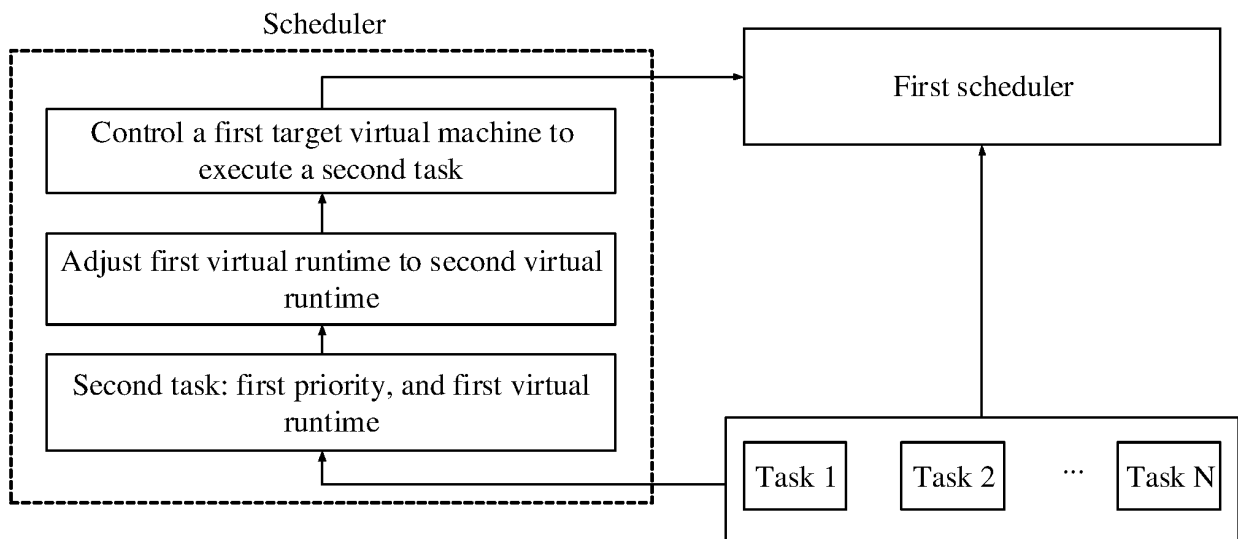 Scheduler
First scheduler
Control a first target virtual machine to
execute a second task
Adjust first virtual runtime to second virtual
runtime
Second task: first priority, and first virtual
runtime
Task 1
Task 2
...
Task N